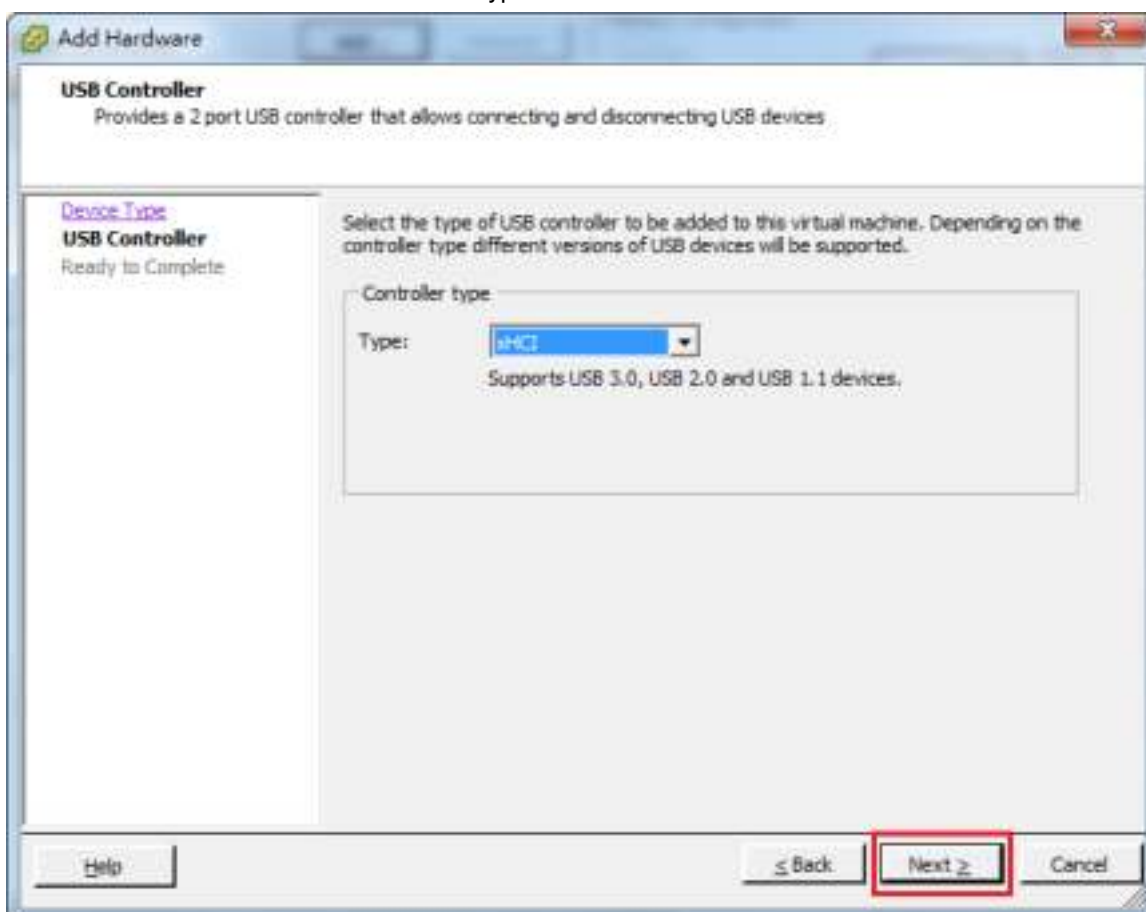 Add Hardware
USB Controller
Provides a 2 port USB controller that allows connecting and disconnecting USB devices
Device Type
USB Controller
Ready to Complete
Select the type of USB controller to be added to this virtual machine. Depending on the
controller type different versions of USB devices will be supported.
Controller type
Type: xHCI
Supports USB 3.0, USB 2.0 and USB 1.1 devices.
Help
≤ Back
Next ≥
Cancel